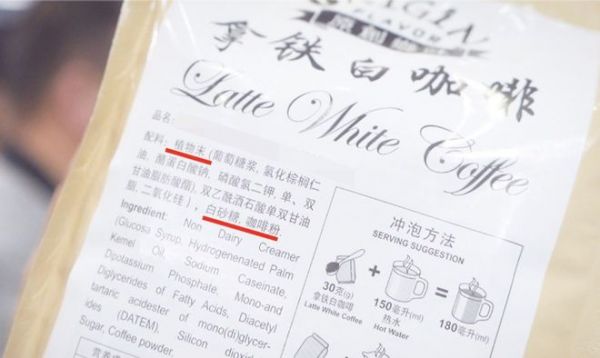 FLAVOR
拿铁白咖啡
Latte White Coffee
品名:
配料: 植物末 (葡萄糖浆, 氢化棕榈仁
油, 酪蛋白酸钠, 磷酸氢二钾, 单、双
甘油脂肪酸酯), 双乙酰酒石酸单双甘油
酯, 二氧化硅), 白砂糖, 咖啡粉.
Ingredient: Non Dairy Creamer
(Glucosa Syrup, Hydrogenenated Palm
Kernel Oil, Sodium Caseinate,
Dipotassium Phosphate, Mono-and
Diglycerides of Fatty Acids, Diacetyl
tartaric acidester of mono(di)glycer-
ides (DATEM), Silicon dioxide
Sugar, Coffee powder.
冲泡方法
SERVING SUGGESTION
30克(g)
拿铁白咖啡
Latte White Coffee
+
150毫升(ml)
热水
Hot Water
=
180毫升(ml)